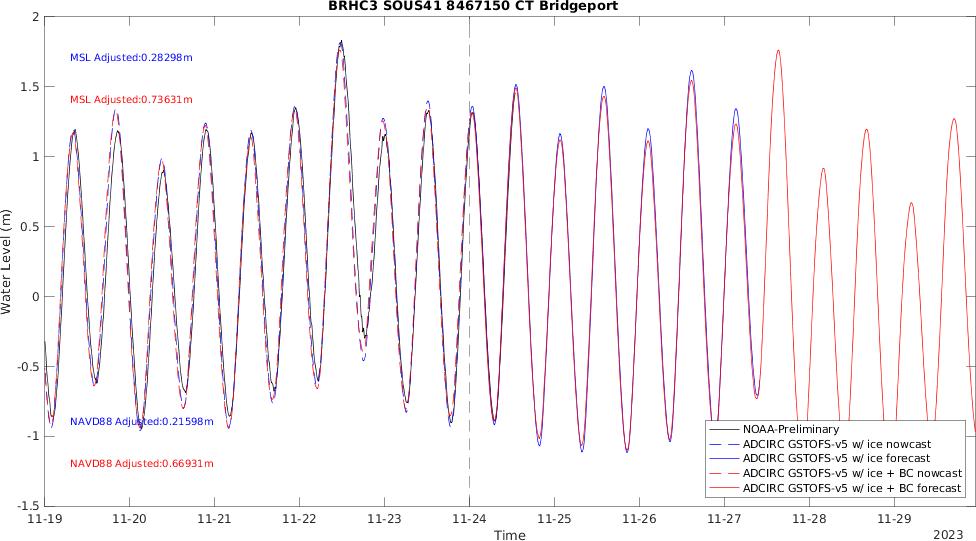 BRHC3 SOUS41 8467150 CT Bridgeport
2
MSL Adjusted:0.28298m
1.5
MSL Adjusted:0.73631m
1
0.5
Water Level (m)
0
-0.5
NAVD88 Adjusted:0.21598m
-1
NAVD88 Adjusted:0.66931m
-1.5
NOAA-Preliminary
ADCIRC GSTOFS-v5 w/ ice nowcast
ADCIRC GSTOFS-v5 w/ ice forecast
ADCIRC GSTOFS-v5 w/ ice + BC nowcast
ADCIRC GSTOFS-v5 w/ ice + BC forecast
11-19 11-20 11-21 11-22 11-23 11-24 11-25 11-26 11-27 11-28 11-29
Time
2023